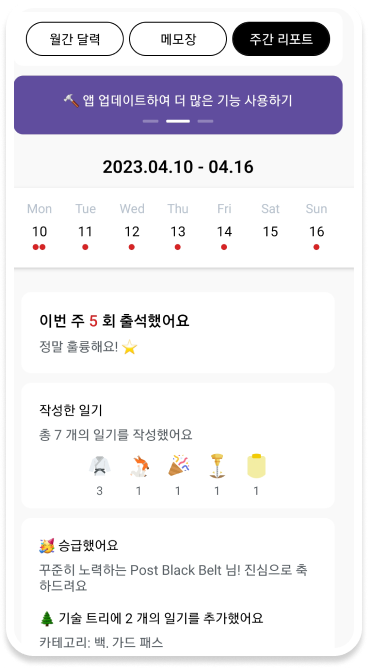 월간 달력 메모장 주간 리포트
🔨 앱 업데이트하여 더 많은 기능 사용하기
2023.04.10 - 04.16
Mon Tue Wed Thu Fri Sat Sun
10 11 12 13 14 15 16
이번 주 5 회 출석했어요
정말 훌륭해요! ⭐
작성한 일기
총 7 개의 일기를 작성했어요
3 1 1 1 1
🥳 승급했어요
꾸준히 노력하는 Post Black Belt 님! 진심으로 축
하드려요
🌲 기술 트리에 2 개의 일기를 추가했어요
카테고리: 백, 가드 패스